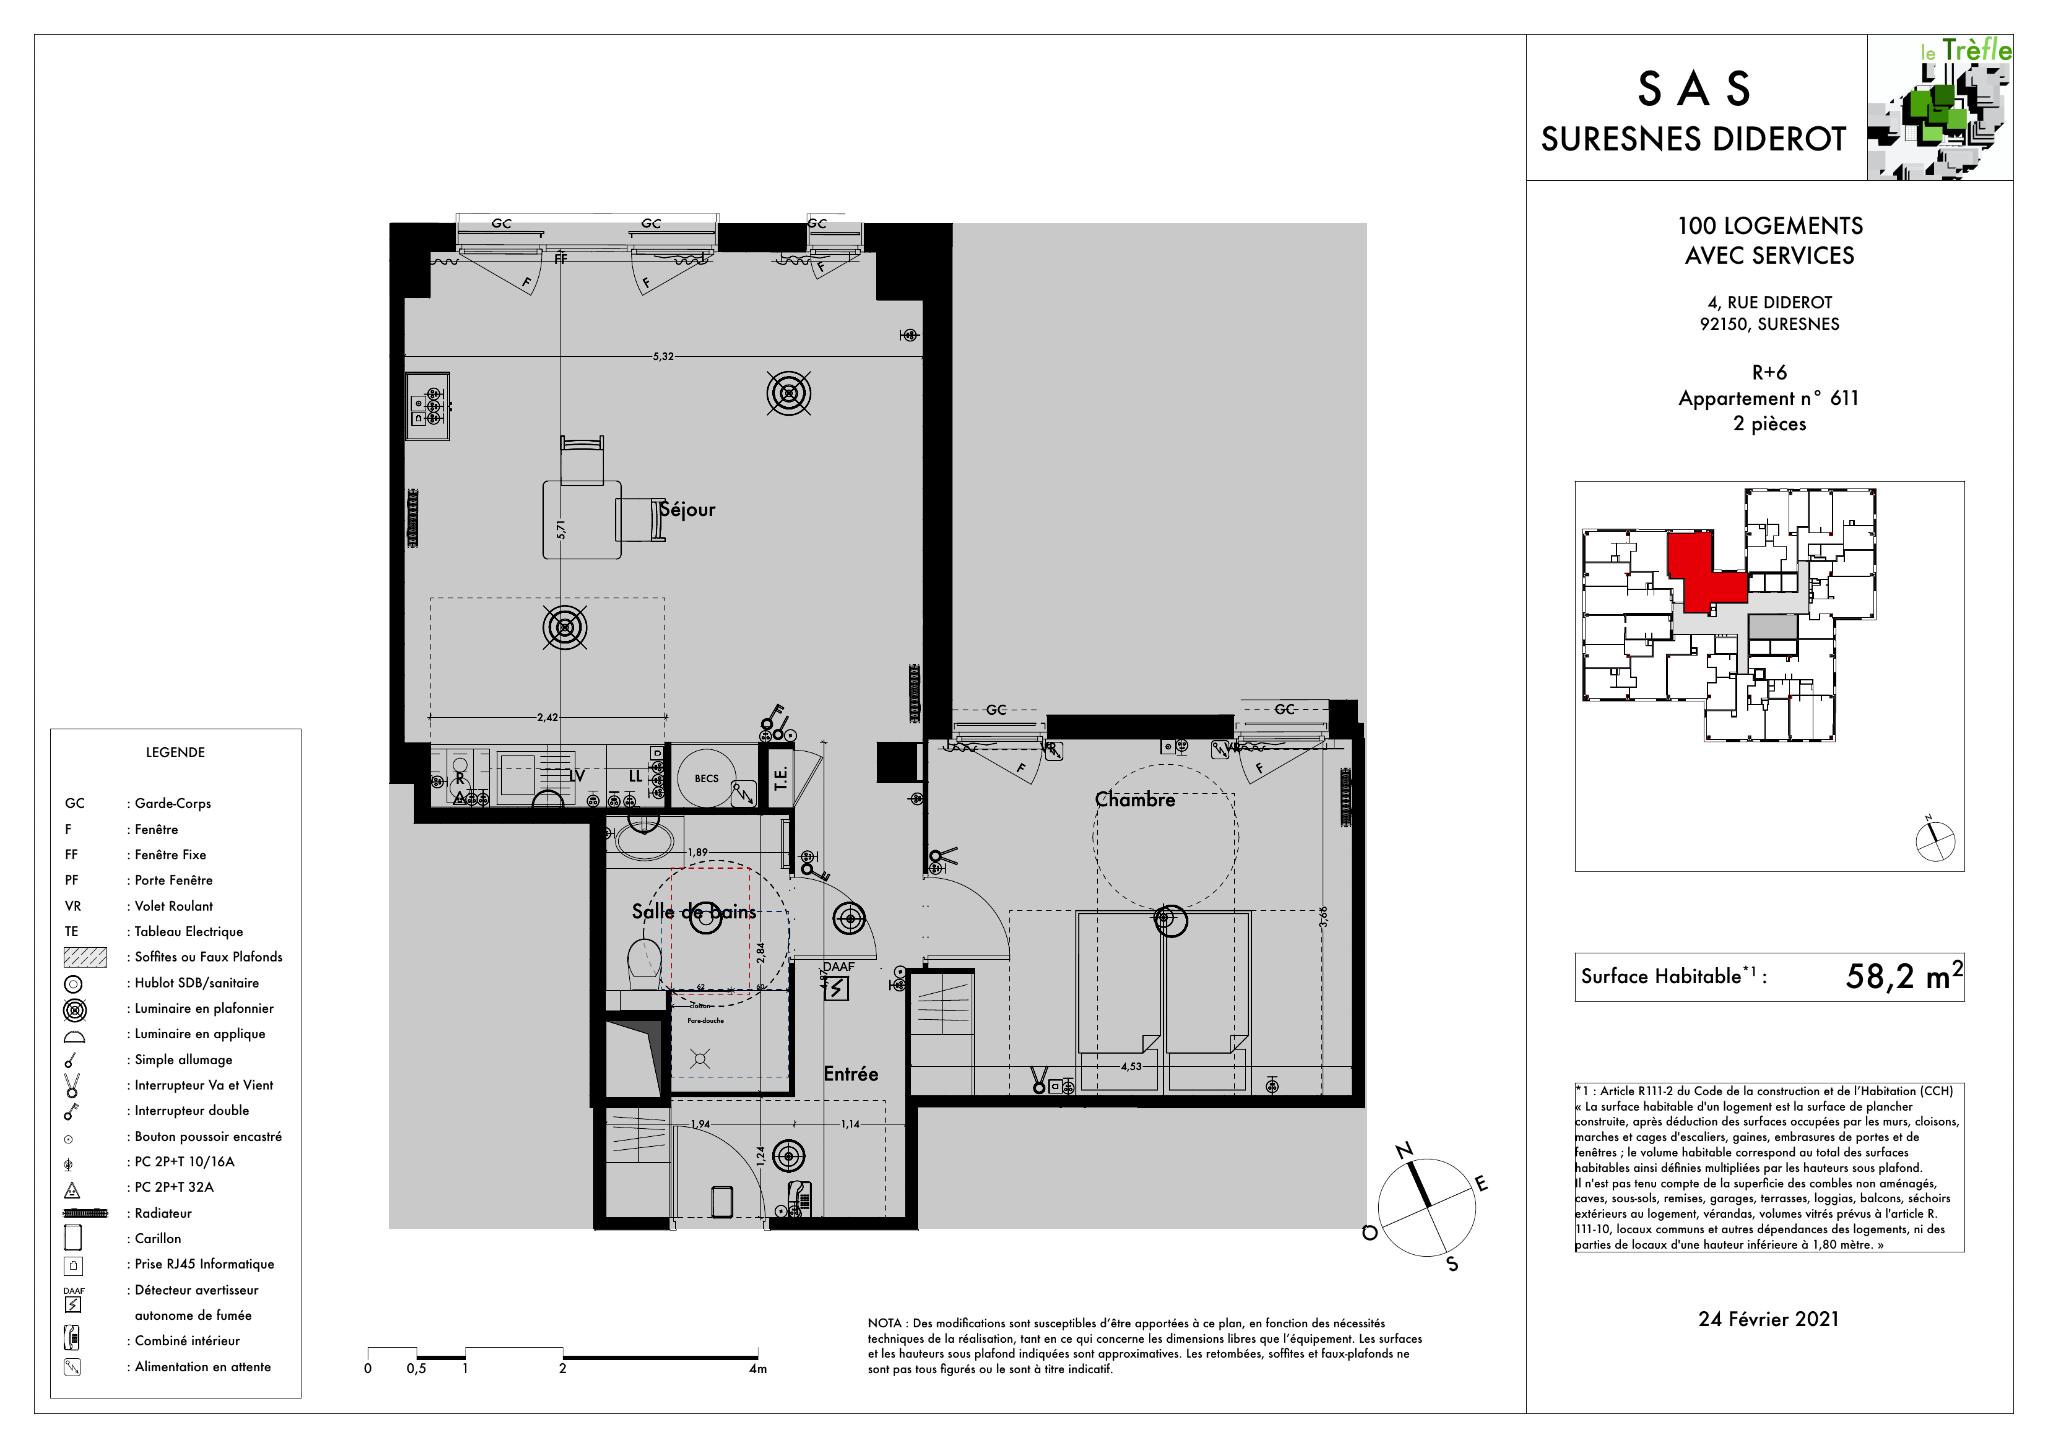 le Trèfle
S A S
SURESNES DIDEROT
100 LOGEMENTS
AVEC SERVICES
4, RUE DIDEROT
92150, SURESNES
R+6
Appartement n° 611
2 pièces
N
Surface Habitable*1 : 58,2 m2
*1 : Article R111-2 du Code de la construction et de l'Habitation (CCH)
« La surface habitable d'un logement est la surface de plancher
construite, après déduction des surfaces occupées par les murs, cloisons,
marches et cages d'escaliers, gaines, embrasures de portes et de
fenêtres ; le volume habitable correspond au total des surfaces
habitables ainsi définies multipliées par les hauteurs sous plafond.
Il n'est pas tenu compte de la superficie des combles non aménagés,
caves, sous-sols, remises, garages, terrasses, loggias, balcons, séchoirs
extérieurs au logement, vérandas, volumes vitrés prévus à l'article R.
111-10, locaux communs et autres dépendances des logements, ni des
parties de locaux d'une hauteur inférieure à 1,80 mètre. »
24 Février 2021
GC
GC
GC
FF
F
F
F
5,32
Séjour
5,71
2,42
R
LV
LL
BECS
T.E.
GC
GC
VR
VR
F
F
Chambre
1,89
Salle de bains
2,84
3,66
DAAF
4,87
62
60
Pare-douche
4,53
Entrée
1,94
1,14
1,24
N
E
S
O
LEGENDE
GC : Garde-Corps
F : Fenêtre
FF : Fenêtre Fixe
PF : Porte Fenêtre
VR : Volet Roulant
TE : Tableau Electrique
: Soffites ou Faux Plafonds
: Hublot SDB/sanitaire
: Luminaire en plafonnier
: Luminaire en applique
: Simple allumage
: Interrupteur Va et Vient
: Interrupteur double
: Bouton poussoir encastré
: PC 2P+T 10/16A
: PC 2P+T 32A
: Radiateur
: Carillon
: Prise RJ45 Informatique
DAAF : Détecteur avertisseur
autonome de fumée
: Combiné intérieur
: Alimentation en attente
0 0,5 1 2 4m
NOTA : Des modifications sont susceptibles d'être apportées à ce plan, en fonction des nécessités
techniques de la réalisation, tant en ce qui concerne les dimensions libres que l'équipement. Les surfaces
et les hauteurs sous plafond indiquées sont approximatives. Les retombées, soffites et faux-plafonds ne
sont pas tous figurés ou le sont à titre indicatif.